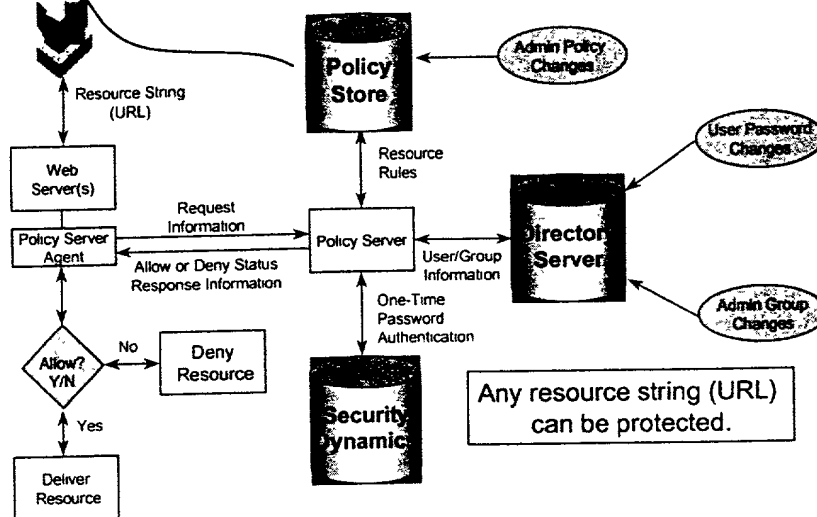 Policy
Store
Admin Policy
Changes
Resource String
(URL)
Resource
Rules
User Password
Changes
Web
Server(s)
Request
Information
Policy Server
Agent
Policy Server
Director
Server
Allow or Deny Status
Response Information
User/Group
Information
One-Time
Password
Authentication
Admin Group
Changes
Allow?
Y/N
No
Deny
Resource
Security
Dynamic
Any resource string (URL)
can be protected.
Yes
Deliver
Resource